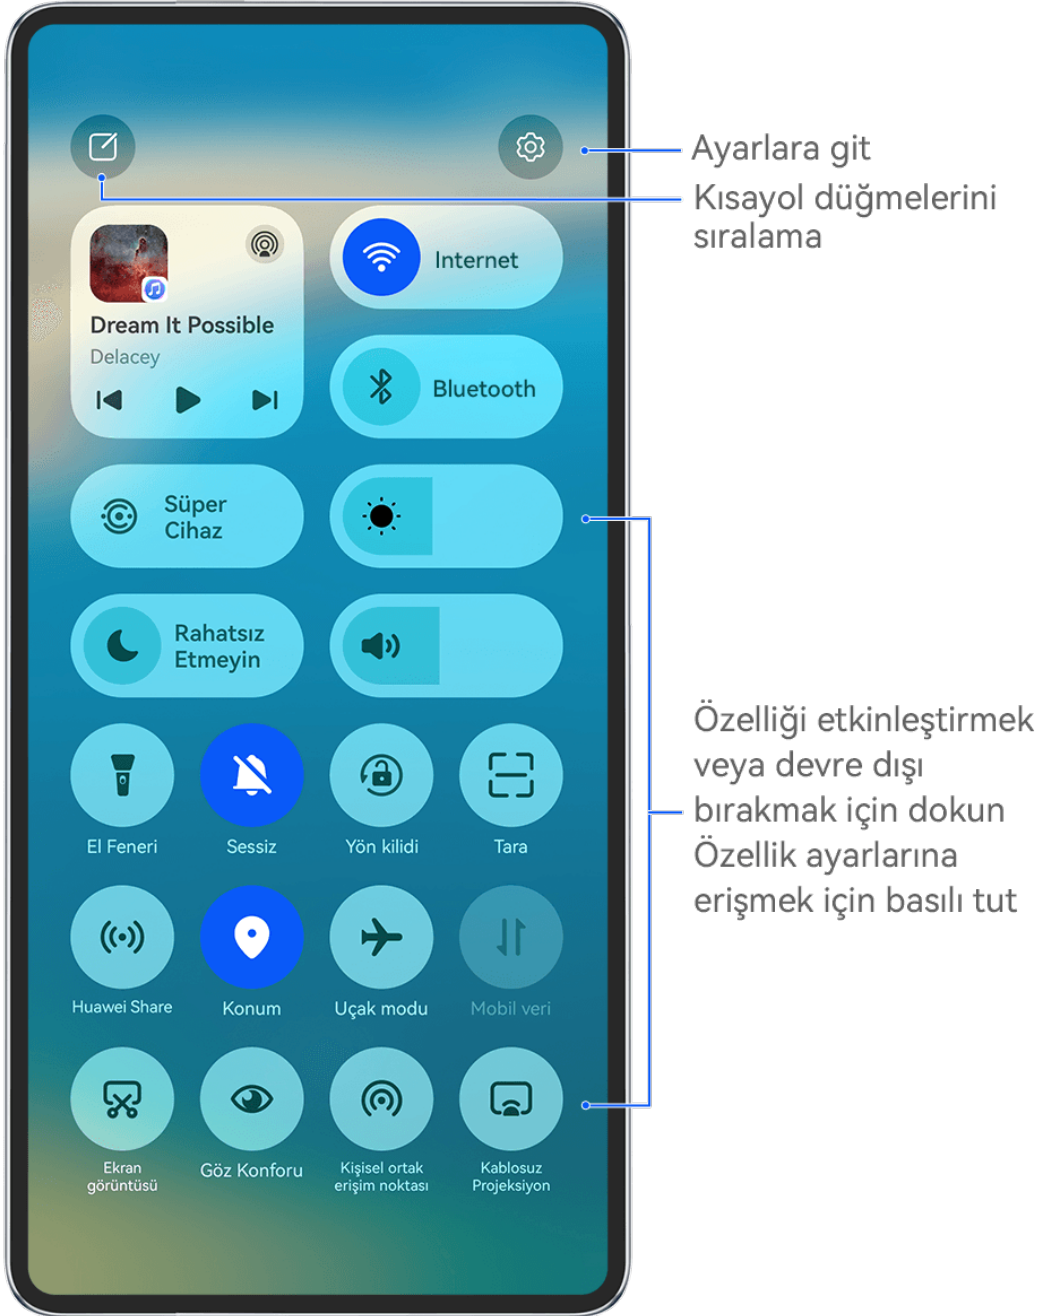 Ayarlara git
Kısayol düğmelerini
sıralama
Internet
Dream It Possible
Delacey
Bluetooth
Süper
Cihaz
Rahatsız
Etmeyin
Özelliği etkinleştirmek
veya devre dışı
bırakmak için dokun
Özellik ayarlarına
erişmek için basılı tut
El Feneri
Sessiz
Yön kilidi
Tara
Huawei Share
Konum
Uçak modu
Mobil veri
Ekran
görüntüsü
Göz Konforu
Kişisel ortak
erişim noktası
Kablosuz
Projeksiyon